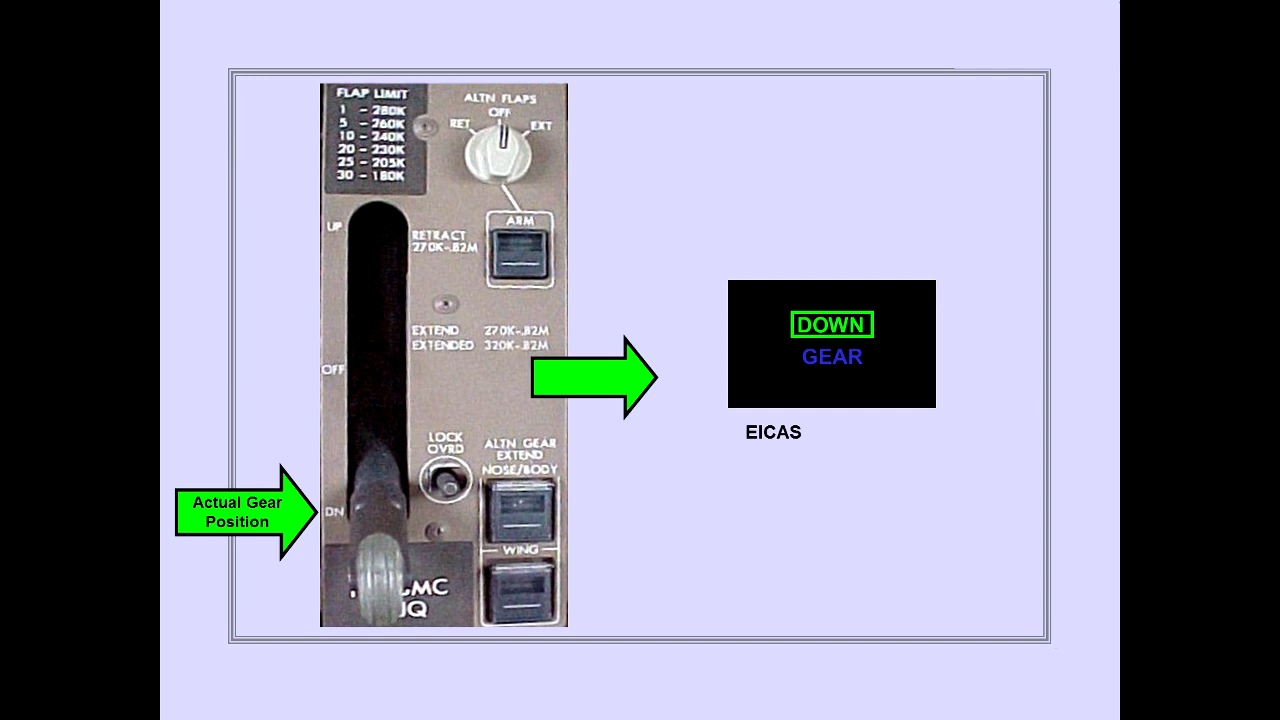 FLAP LIMIT
1 - 280K
5 - 260K
10 - 240K
20 - 230K
25 - 205K
30 - 180K
ALTN FLAPS
OFF
RET
EXT
ARM
UP
RETRACT
270K-.82M
EXTEND 270K-.82M
EXTENDED 320K-.82M
OFF
LOCK
OVRD
ALTN GEAR
EXTEND
NOSE/BODY
DN
WING
Actual Gear
Position
DOWN
GEAR
EICAS